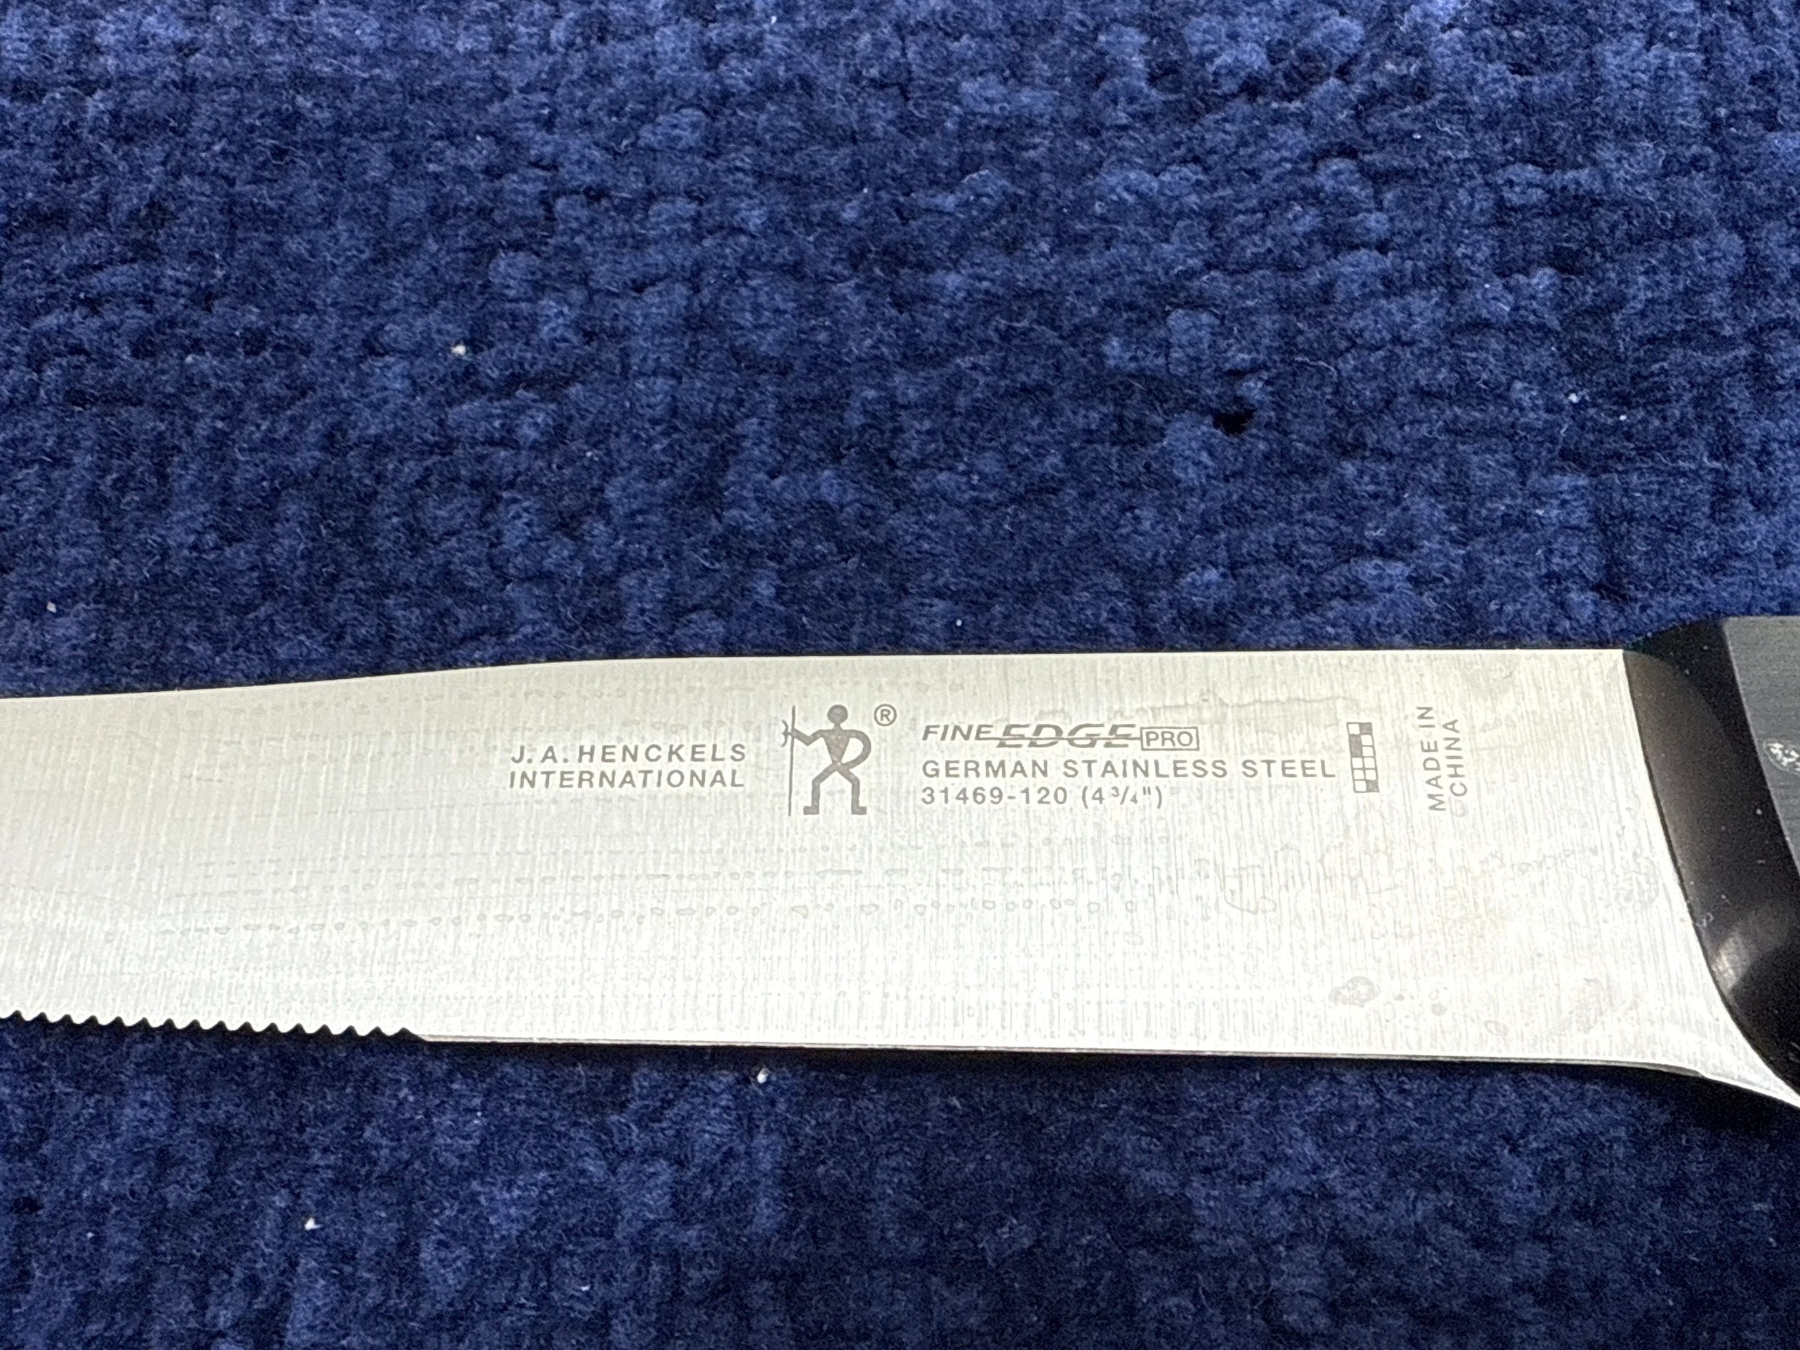 J.A. HENCKELS
INTERNATIONAL
®
FINE EDGE PRO
GERMAN STAINLESS STEEL
31469-120 (4 3/4")
MADE IN
CHINA